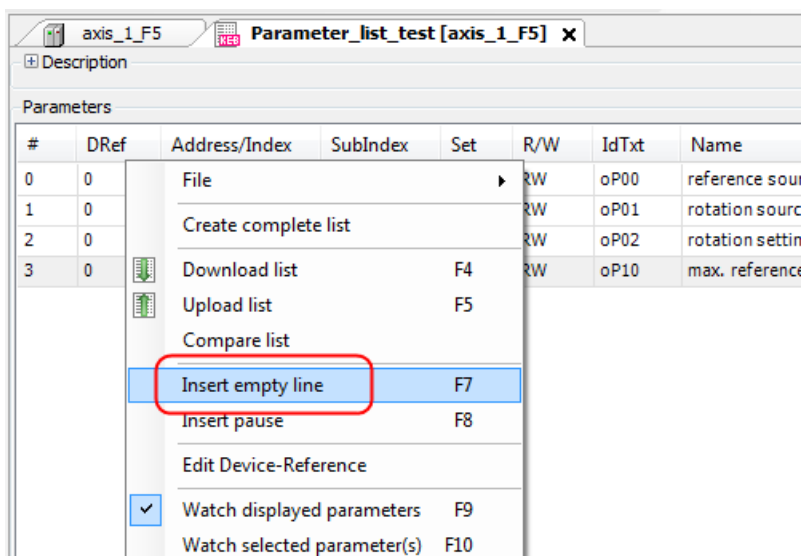 axis_1_F5 Parameter_list_test [axis_1_F5] x
Description
Parameters
# DRef Address/Index SubIndex Set R/W IdTxt Name
0 0 RW oP00 reference sour
1 0 RW oP01 rotation sourc
2 0 RW oP02 rotation settin
3 0 RW oP10 max. reference
File
Create complete list
Download list F4
Upload list F5
Compare list
Insert empty line F7
Insert pause F8
Edit Device-Reference
Watch displayed parameters F9
Watch selected parameter(s) F10